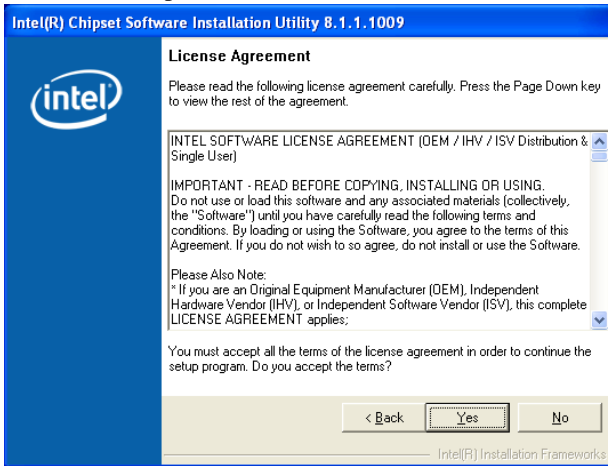 Intel(R) Chipset Software Installation Utility 8.1.1.1009
License Agreement
Please read the following license agreement carefully. Press the Page Down key
to view the rest of the agreement.
intel
INTEL SOFTWARE LICENSE AGREEMENT (OEM / IHV / ISV Distribution &
Single User)
IMPORTANT - READ BEFORE COPYING, INSTALLING OR USING.
Do not use or load this software and any associated materials (collectively,
the "Software") until you have carefully read the following terms and
conditions. By loading or using the Software, you agree to the terms of this
Agreement. If you do not wish to so agree, do not install or use the Software.
Please Also Note:
* If you are an Original Equipment Manufacturer (OEM), Independent
Hardware Vendor (IHV), or Independent Software Vendor (ISV), this complete
LICENSE AGREEMENT applies;
You must accept all the terms of the license agreement in order to continue the
setup program. Do you accept the terms?
< Back Yes No
Intel(R) Installation Frameworks